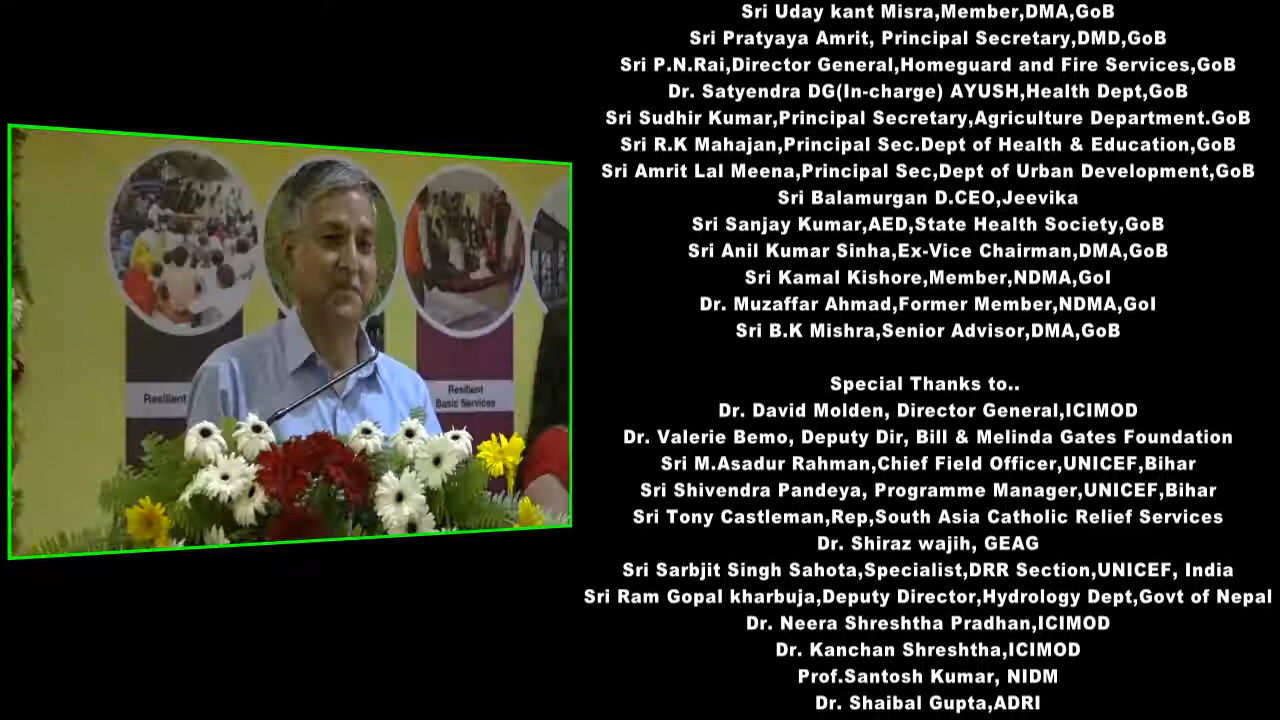 Sri Uday kant Misra,Member,DMA,GoB
Sri Pratyaya Amrit, Principal Secretary,DMD,GoB
Sri P.N.Rai,Director General,Homeguard and Fire Services,GoB
Dr. Satyendra DG(In-charge) AYUSH,Health Dept,GoB
Sri Sudhir Kumar,Principal Secretary,Agriculture Department.GoB
Sri R.K Mahajan,Principal Sec.Dept of Health & Education,GoB
Sri Amrit Lal Meena,Principal Sec,Dept of Urban Development,GoB
Sri Balamurgan D.CEO,Jeevika
Sri Sanjay Kumar,AED,State Health Society,GoB
Sri Anil Kumar Sinha,Ex-Vice Chairman,DMA,GoB
Sri Kamal Kishore,Member,NDMA,GoI
Dr. Muzaffar Ahmad,Former Member,NDMA,GoI
Sri B.K Mishra,Senior Advisor,DMA,GoB
Special Thanks to..
Dr. David Molden, Director General,ICIMOD
Dr. Valerie Bemo, Deputy Dir, Bill & Melinda Gates Foundation
Sri M.Asadur Rahman,Chief Field Officer,UNICEF,Bihar
Sri Shivendra Pandeya, Programme Manager,UNICEF,Bihar
Sri Tony Castleman,Rep,South Asia Catholic Relief Services
Dr. Shiraz wajih, GEAG
Sri Sarbjit Singh Sahota,Specialist,DRR Section,UNICEF, India
Sri Ram Gopal kharbuja,Deputy Director,Hydrology Dept,Govt of Nepal
Dr. Neera Shreshtha Pradhan,ICIMOD
Dr. Kanchan Shreshtha,ICIMOD
Prof.Santosh Kumar, NIDM
Dr. Shaibal Gupta,ADRI
Resilient
Resilient
Basic Services